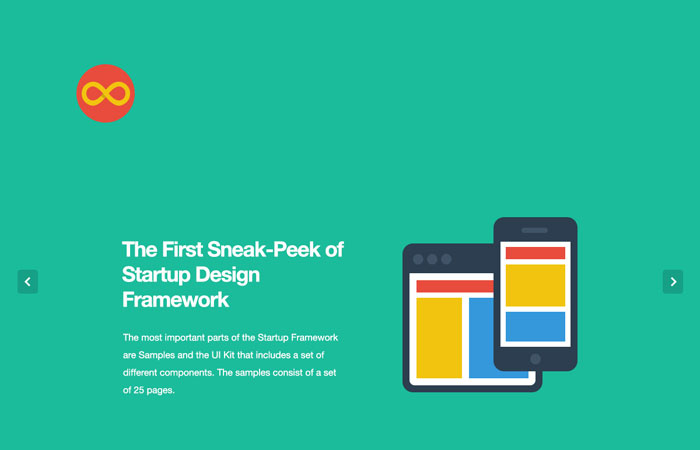 The First Sneak-Peek of
Startup Design
Framework
The most important parts of the Startup Framework
are Samples and the UI Kit that includes a set of
different components. The samples consist of a set
of 25 pages.